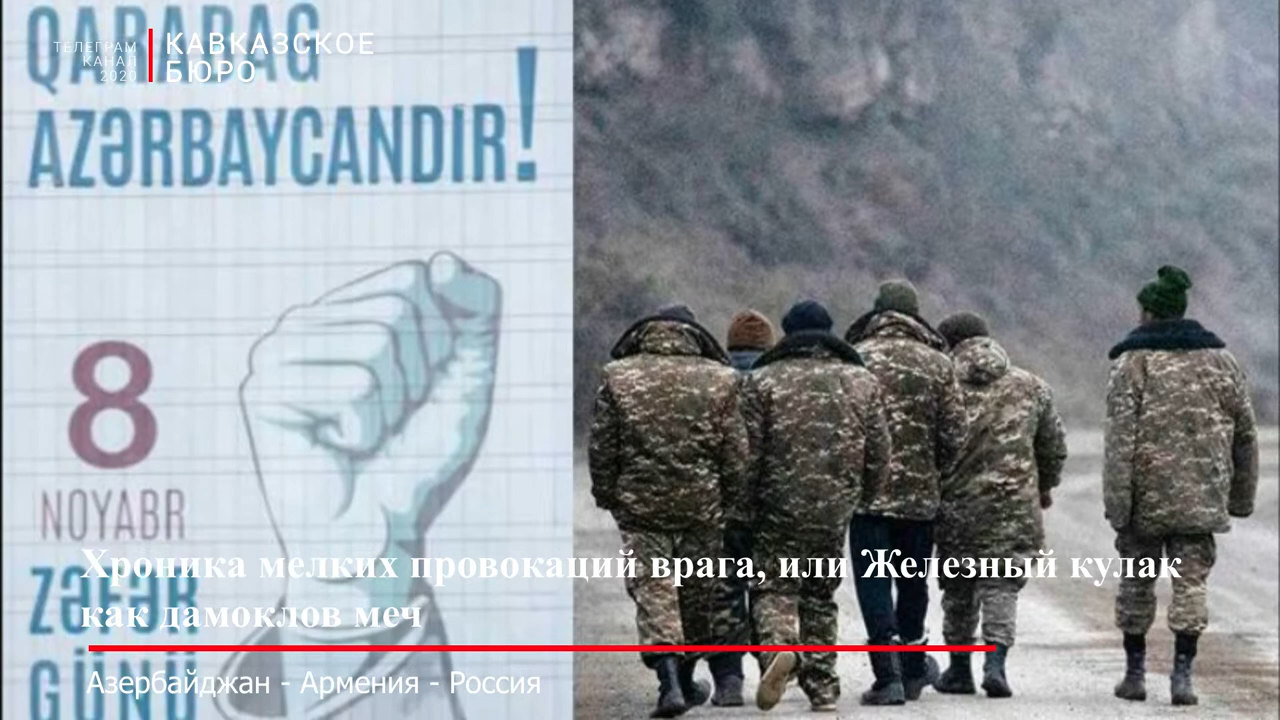 QARABAĞ
ТЕЛЕГРАМ
КАНАЛ
2020
КАВКАЗСКОЕ
БЮРО
AZƏRBAYCANDIR!
8
NOYABR
ZƏFƏR
GÜNÜ
Хроника мелких провокаций врага, или Железный кулак
как дамоклов меч
Азербайджан - Армения - Россия